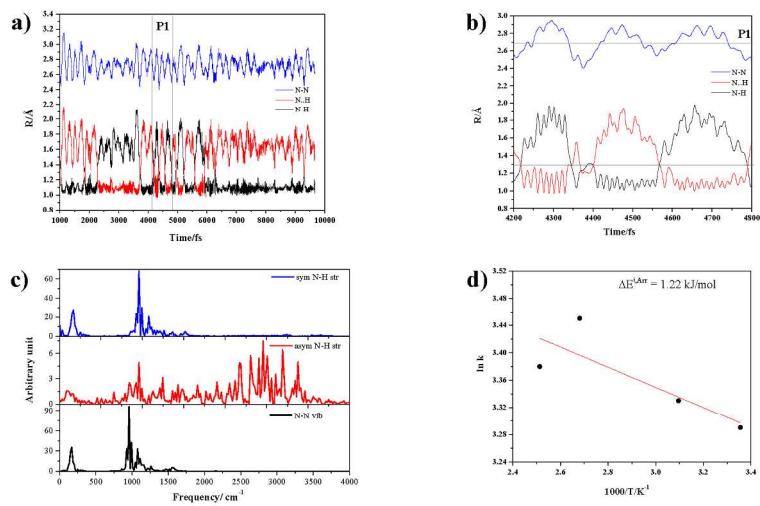 a)
P1
R/Å
3.4
3.2
3.0
2.8
2.6
2.4
2.2
2.0
1.8
1.6
1.4
1.2
1.0
0.8
N-N
N..H
N-H
1000 2000 3000 4000 5000 6000 7000 8000 9000 10000
Time/fs
b)
P1
R/Å
3.0
2.8
2.6
2.4
2.2
2.0
1.8
1.6
1.4
1.2
1.0
0.8
N-N
N..H
N-H
4200 4300 4400 4500 4600 4700 4800
Time/fs
c)
Arbitrary unit
60
30
0
sym N-H str
6
3
0
asym N-H str
90
60
30
0
N-N vib
0 500 1000 1500 2000 2500 3000 3500 4000
Frequency/ cm-1
d)
ΔE‡,Arr = 1.22 kJ/mol
ln k
3.52
3.48
3.44
3.40
3.36
3.32
3.28
3.24
2.4 2.6 2.8 3.0 3.2 3.4
1000/T/K-1